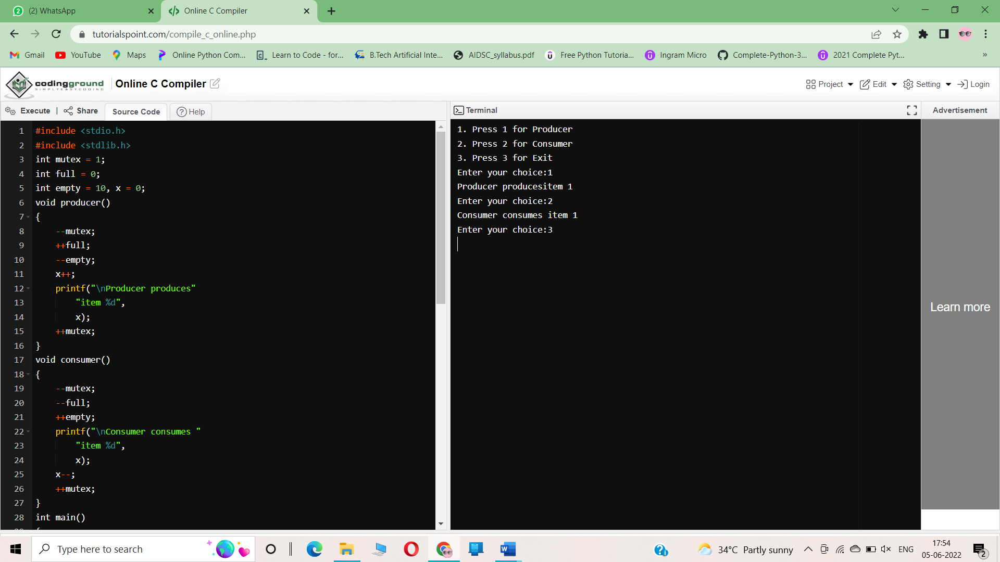 (2) WhatsApp
Online C Compiler
tutorialspoint.com/compile_c_online.php
Gmail YouTube Maps Online Python Com... Learn to Code - for... B.Tech Artificial Inte... AIDSC_syllabus.pdf Free Python Tutoria... Ingram Micro Complete-Python-3... 2021 Complete Pyt... »
codingground
SIMPLYEASYCODING
Online C Compiler
Project Edit Setting Login
Execute | Share Source Code Help
1 #include <stdio.h>
2 #include <stdlib.h>
3 int mutex = 1;
4 int full = 0;
5 int empty = 10, x = 0;
6 void producer()
7 {
8 --mutex;
9 ++full;
10 --empty;
11 x++;
12 printf("\nProducer produces"
13 "item %d",
14 x);
15 ++mutex;
16 }
17 void consumer()
18 {
19 --mutex;
20 --full;
21 ++empty;
22 printf("\nConsumer consumes "
23 "item %d",
24 x);
25 x--;
26 ++mutex;
27 }
28 int main()
Terminal
1. Press 1 for Producer
2. Press 2 for Consumer
3. Press 3 for Exit
Enter your choice:1
Producer producesitem 1
Enter your choice:2
Consumer consumes item 1
Enter your choice:3
Advertisement
Learn more
Type here to search
34°C Partly sunny
ENG
17:54
05-06-2022
2